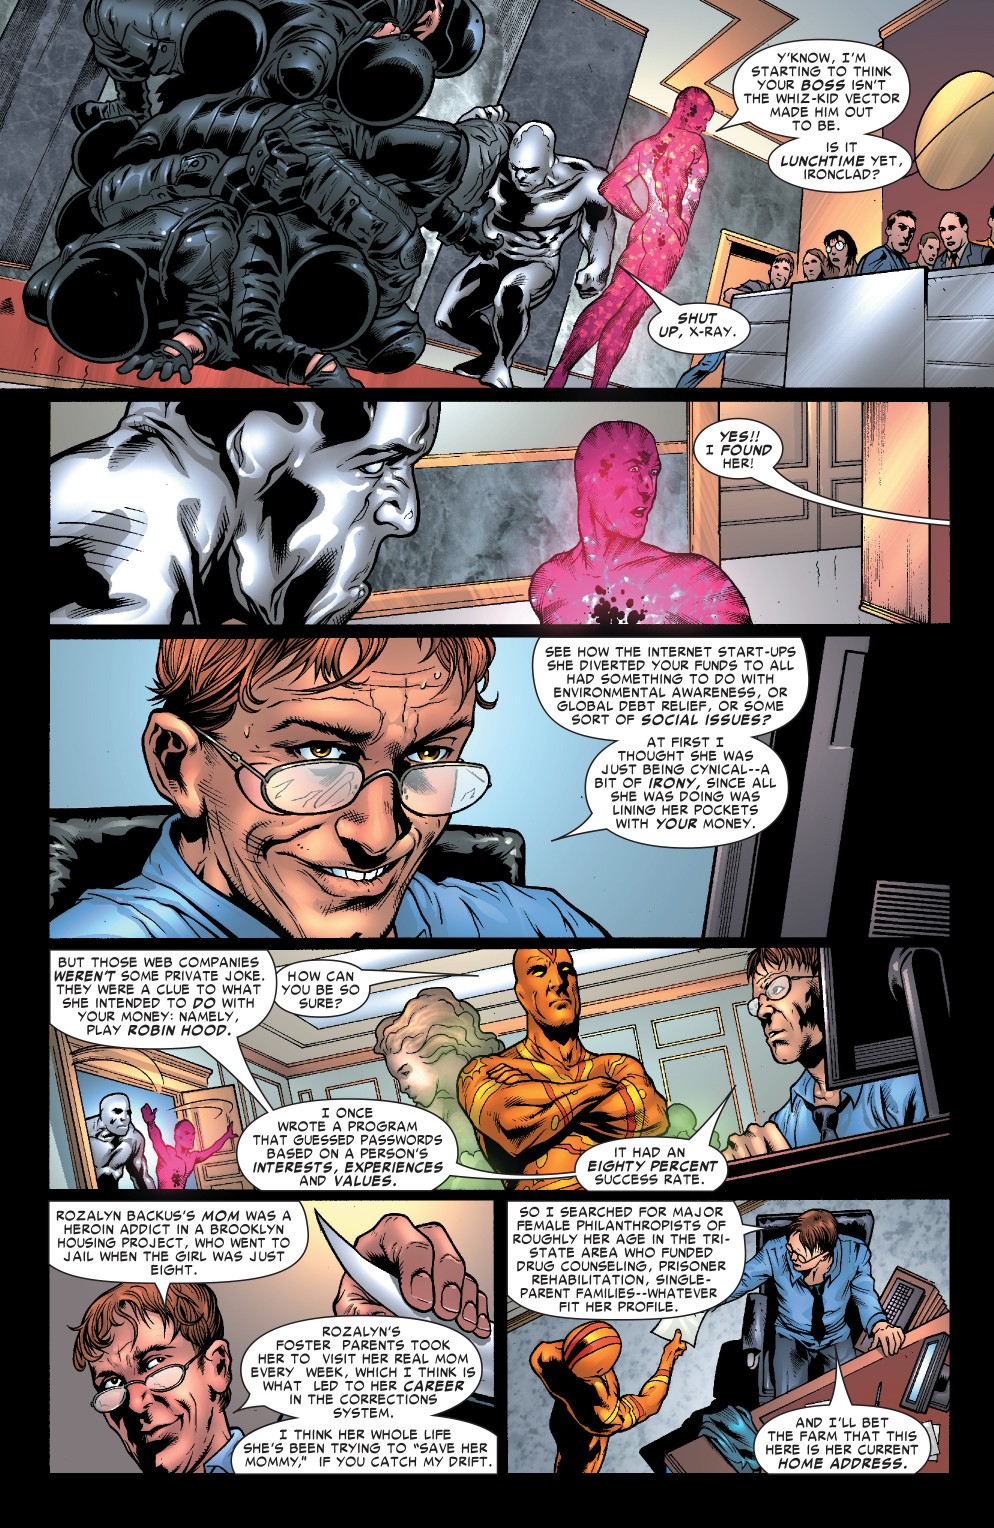 Y'KNOW, I'M
STARTING TO THINK
YOUR BOSS ISN'T
THE WHIZ-KID VECTOR
MADE HIM OUT
TO BE.
IS IT
LUNCHTIME YET,
IRONCLAD?
SHUT
UP, X-RAY.
YES!!
I FOUND
HER!
SEE HOW THE INTERNET START-UPS
SHE DIVERTED YOUR FUNDS TO ALL
HAD SOMETHING TO DO WITH
ENVIRONMENTAL AWARENESS, OR
GLOBAL DEBT RELIEF, OR SOME
SORT OF SOCIAL ISSUES?
AT FIRST I
THOUGHT SHE WAS
JUST BEING CYNICAL--A
BIT OF IRONY, SINCE ALL
SHE WAS DOING WAS
LINING HER POCKETS
WITH YOUR MONEY.
BUT THOSE WEB COMPANIES
WEREN'T SOME PRIVATE JOKE.
THEY WERE A CLUE TO WHAT
SHE INTENDED TO DO WITH
YOUR MONEY: NAMELY,
PLAY ROBIN HOOD.
HOW CAN
YOU BE SO
SURE?
I ONCE
WROTE A PROGRAM
THAT GUESSED PASSWORDS
BASED ON A PERSON'S
INTERESTS, EXPERIENCES
AND VALUES.
IT HAD AN
EIGHTY PERCENT
SUCCESS RATE.
ROZALYN BACKUS'S MOM WAS A
HEROIN ADDICT IN A BROOKLYN
HOUSING PROJECT, WHO WENT TO
JAIL WHEN THE GIRL WAS JUST
EIGHT.
ROZALYN'S
FOSTER PARENTS TOOK
HER TO VISIT HER REAL MOM
EVERY WEEK, WHICH I THINK IS
WHAT LED TO HER CAREER
IN THE CORRECTIONS
SYSTEM.
I THINK HER WHOLE LIFE
SHE'S BEEN TRYING TO "SAVE HER
MOMMY," IF YOU CATCH MY DRIFT.
SO I SEARCHED FOR MAJOR
FEMALE PHILANTHROPISTS OF
ROUGHLY HER AGE IN THE TRI-
STATE AREA WHO FUNDED
DRUG COUNSELING, PRISONER
REHABILITATION, SINGLE-
PARENT FAMILIES--WHATEVER
FIT HER PROFILE.
AND I'LL BET
THE FARM THAT THIS
HERE IS HER CURRENT
HOME ADDRESS.